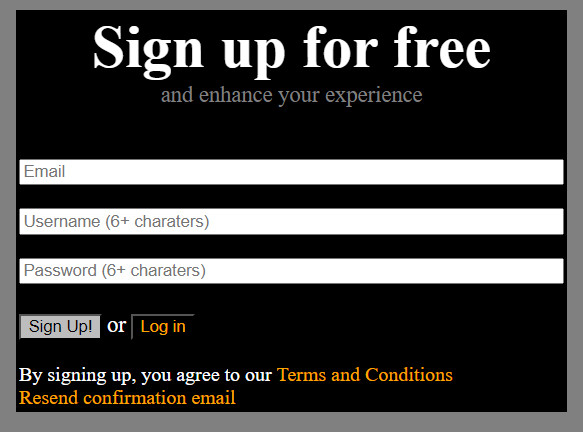 Sign up for free
and enhance your experience
Email
Username (6+ charaters)
Password (6+ charaters)
Sign Up! or Log in
By signing up, you agree to our Terms and Conditions
Resend confirmation email